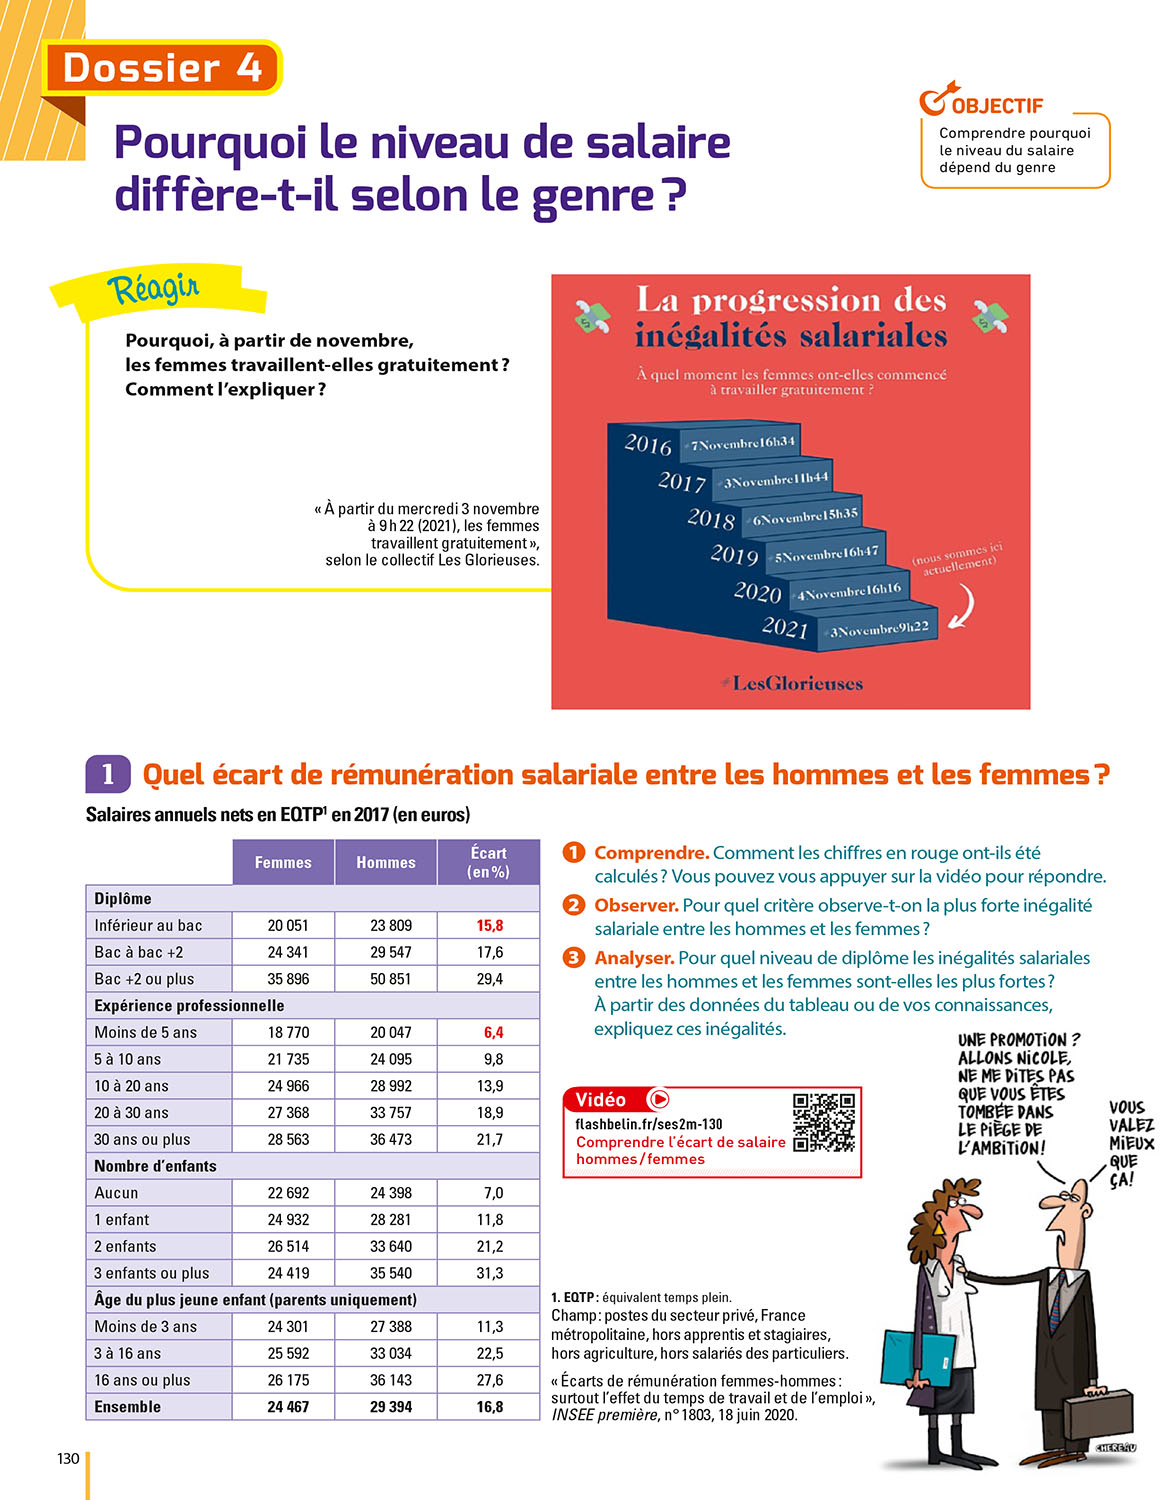 Dossier 4
Pourquoi le niveau de salaire
diffère-t-il selon le genre ?
OBJECTIF
Comprendre pourquoi
le niveau du salaire
dépend du genre
Réagir
Pourquoi, à partir de novembre,
les femmes travaillent-elles gratuitement ?
Comment l'expliquer ?
« À partir du mercredi 3 novembre
à 9 h 22 (2021), les femmes
travaillent gratuitement »,
selon le collectif Les Glorieuses.
La progression des
inégalités salariales
À quel moment les femmes ont-elles commencé
à travailler gratuitement ?
2016 #7Novembre16h34
2017 #3Novembre11h44
2018 #6Novembre15h35
2019 #5Novembre16h47
2020 #4Novembre16h16
2021 #3Novembre9h22
(nous sommes ici
actuellement)
#LesGlorieuses
1 Quel écart de rémunération salariale entre les hommes et les femmes ?
Salaires annuels nets en EQTP1 en 2017 (en euros)
Femmes Hommes Écart
(en %)
Diplôme
Inférieur au bac 20 051 23 809 15,8
Bac à bac +2 24 341 29 547 17,6
Bac +2 ou plus 35 896 50 851 29,4
Expérience professionnelle
Moins de 5 ans 18 770 20 047 6,4
5 à 10 ans 21 735 24 095 9,8
10 à 20 ans 24 966 28 992 13,9
20 à 30 ans 27 368 33 757 18,9
30 ans ou plus 28 563 36 473 21,7
Nombre d'enfants
Aucun 22 692 24 398 7,0
1 enfant 24 932 28 281 11,8
2 enfants 26 514 33 640 21,2
3 enfants ou plus 24 419 35 540 31,3
Âge du plus jeune enfant (parents uniquement)
Moins de 3 ans 24 301 27 388 11,3
3 à 16 ans 25 592 33 034 22,5
16 ans ou plus 26 175 36 143 27,6
Ensemble 24 467 29 394 16,8
1 Comprendre. Comment les chiffres en rouge ont-ils été
calculés ? Vous pouvez vous appuyer sur la vidéo pour répondre.
2 Observer. Pour quel critère observe-t-on la plus forte inégalité
salariale entre les hommes et les femmes ?
3 Analyser. Pour quel niveau de diplôme les inégalités salariales
entre les hommes et les femmes sont-elles les plus fortes ?
À partir des données du tableau ou de vos connaissances,
expliquez ces inégalités.
Vidéo
flashbelin.fr/ses2m-130
Comprendre l'écart de salaire
hommes / femmes
UNE PROMOTION ?
ALLONS NICOLE,
NE ME DITES PAS
QUE VOUS ÊTES
TOMBÉE DANS
LE PIÈGE DE
L'AMBITION !
VOUS
VALEZ
MIEUX
QUE
ÇA !
CHEREAU
1. EQTP : équivalent temps plein.
Champ : postes du secteur privé, France
métropolitaine, hors apprentis et stagiaires,
hors agriculture, hors salariés des particuliers.
« Écarts de rémunération femmes-hommes :
surtout l'effet du temps de travail et de l'emploi »,
INSEE première, n° 1803, 18 juin 2020.
130